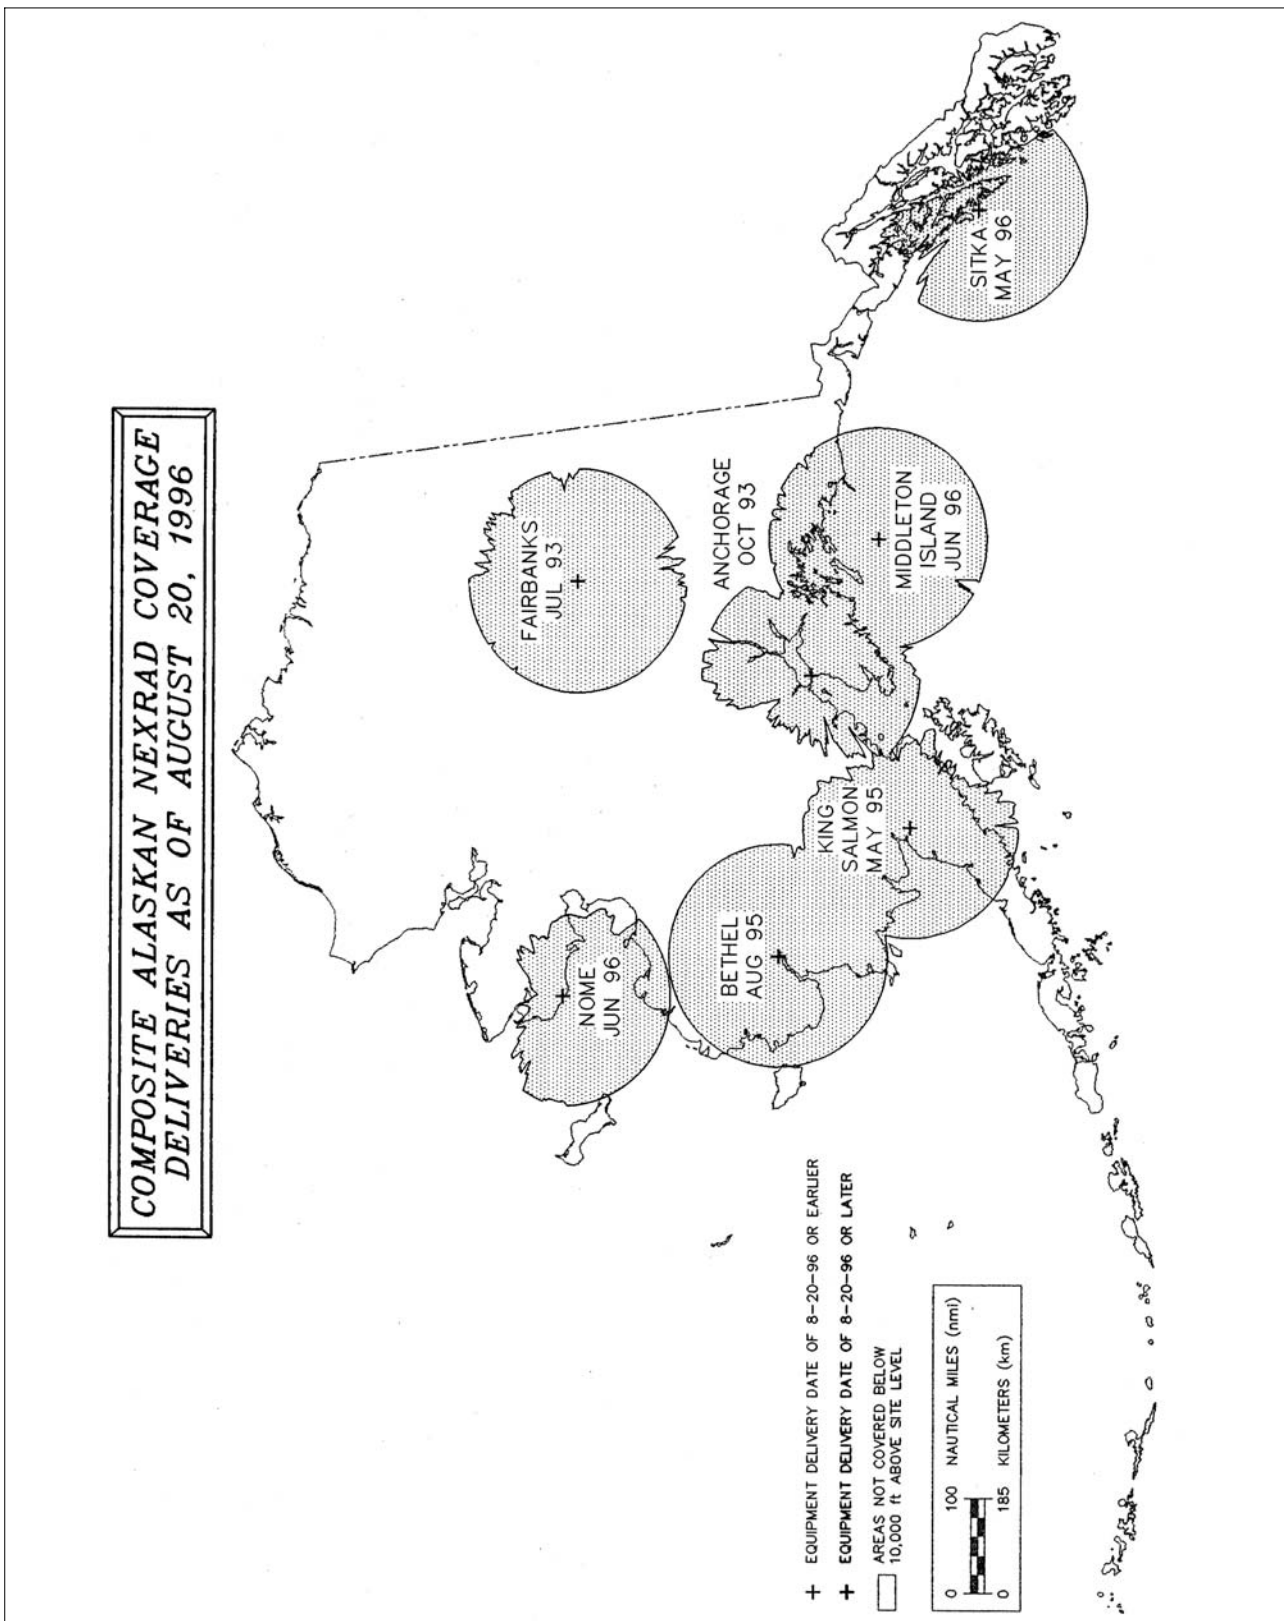 COMPOSITE ALASKAN NEXRAD COVERAGE
DELIVERIES AS OF AUGUST 20, 1996
FAIRBANKS
JUL 93
ANCHORAGE
OCT 93
MIDDLETON
ISLAND
JUN 96
SITKA
MAY 96
NOME
JUN 96
BETHEL
AUG 95
KING
SALMON
MAY 95
+ EQUIPMENT DELIVERY DATE OF 8-20-96 OR EARLIER
+ EQUIPMENT DELIVERY DATE OF 8-20-96 OR LATER
AREAS NOT COVERED BELOW
10,000 ft ABOVE SITE LEVEL
0 100 NAUTICAL MILES (nmi)
0 185 KILOMETERS (km)